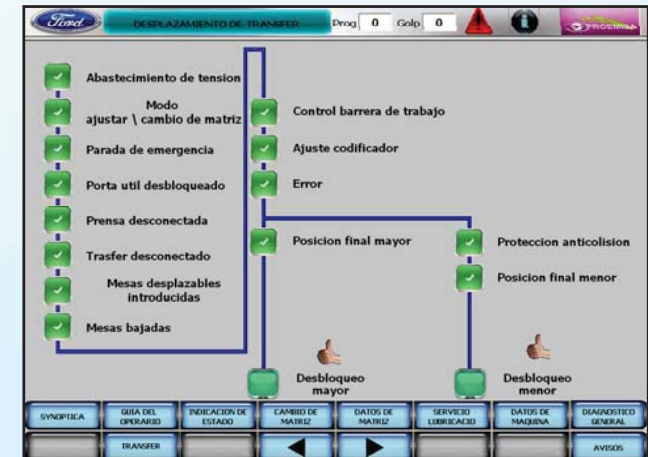 Ford
DESPLAZAMIENTO DE TRANSFER
Prog 0
Golp 0
PROEMISA
Abastecimiento de tension
Modo
ajustar \ cambio de matriz
Parada de emergencia
Porta util desbloqueado
Prensa desconectada
Trasfer desconectado
Mesas desplazables
introducidas
Mesas bajadas
Control barrera de trabajo
Ajuste codificador
Error
Posicion final mayor
Proteccion anticolision
Posicion final menor
Desbloqueo
mayor
Desbloqueo
menor
SYNOPTICA
GUIA DEL
OPERARIO
INDICACION DE
ESTADO
CAMBIO DE
MATRIZ
DATOS DE
MATRIZ
SERVICIO
LUBRICACIO
DATOS DE
MAQUINA
DIAGNOSTICO
GENERAL
TRANSFER
AVISOS